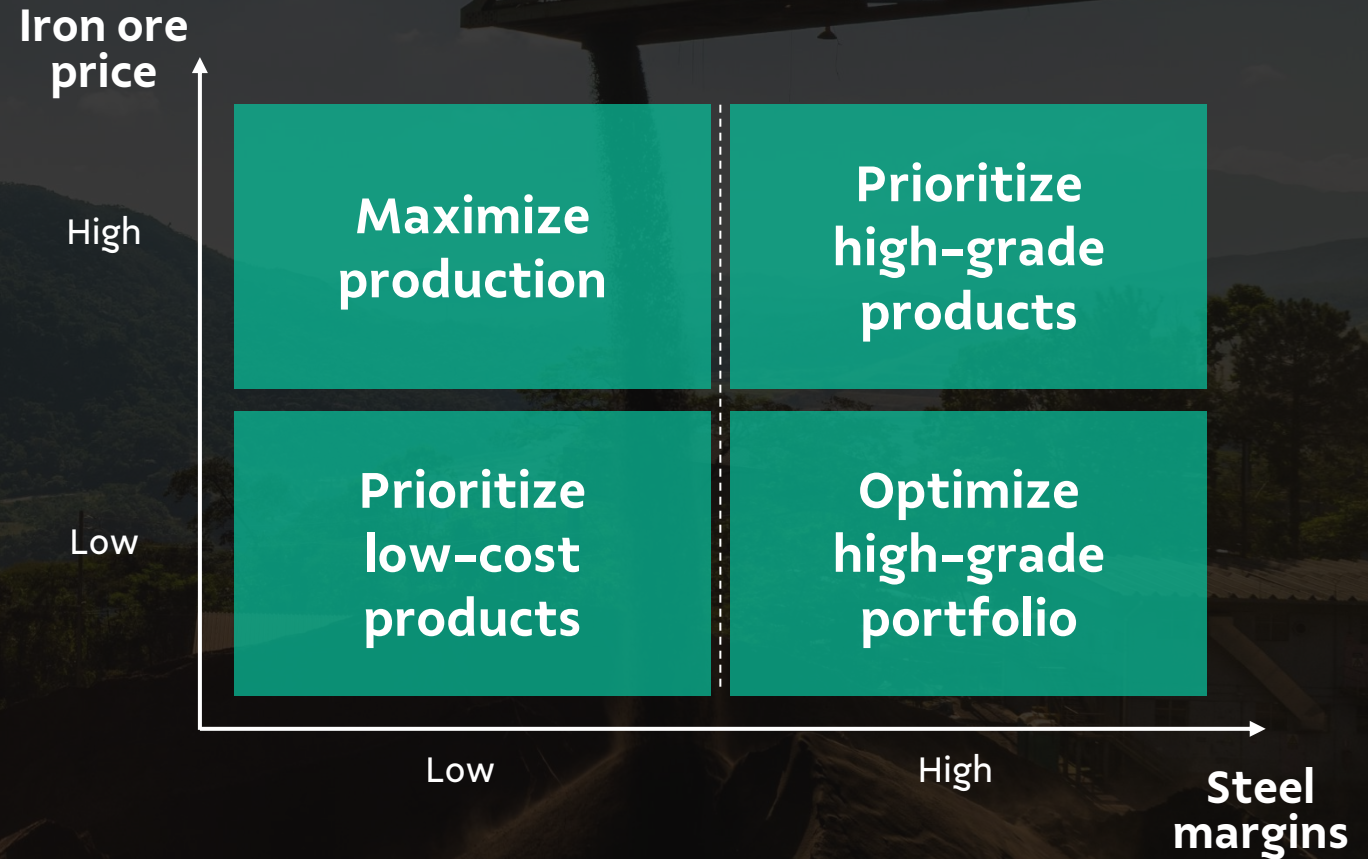 Iron ore
price
High
Maximize
production
Prioritize
high-grade
products
Low
Prioritize
low-cost
products
Optimize
high-grade
portfolio
Low
High
Steel
margins